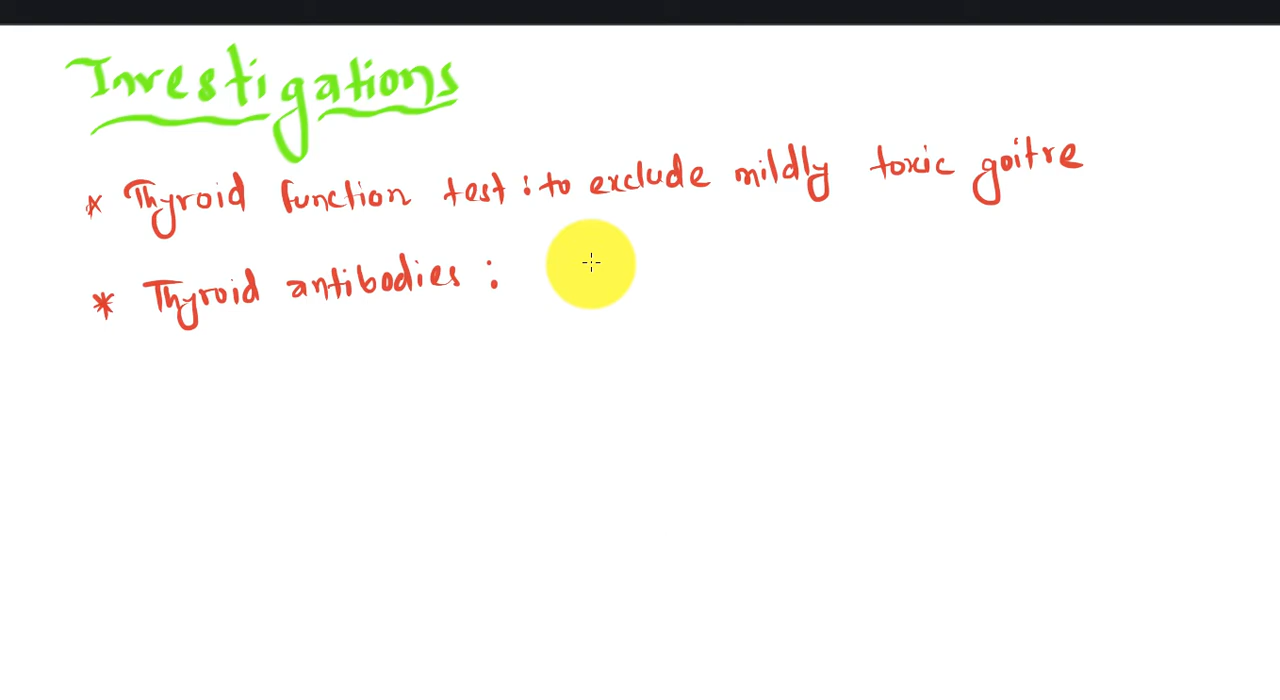 Investigations
* Thyroid function test : to exclude mildly toxic goitre
* Thyroid antibodies :